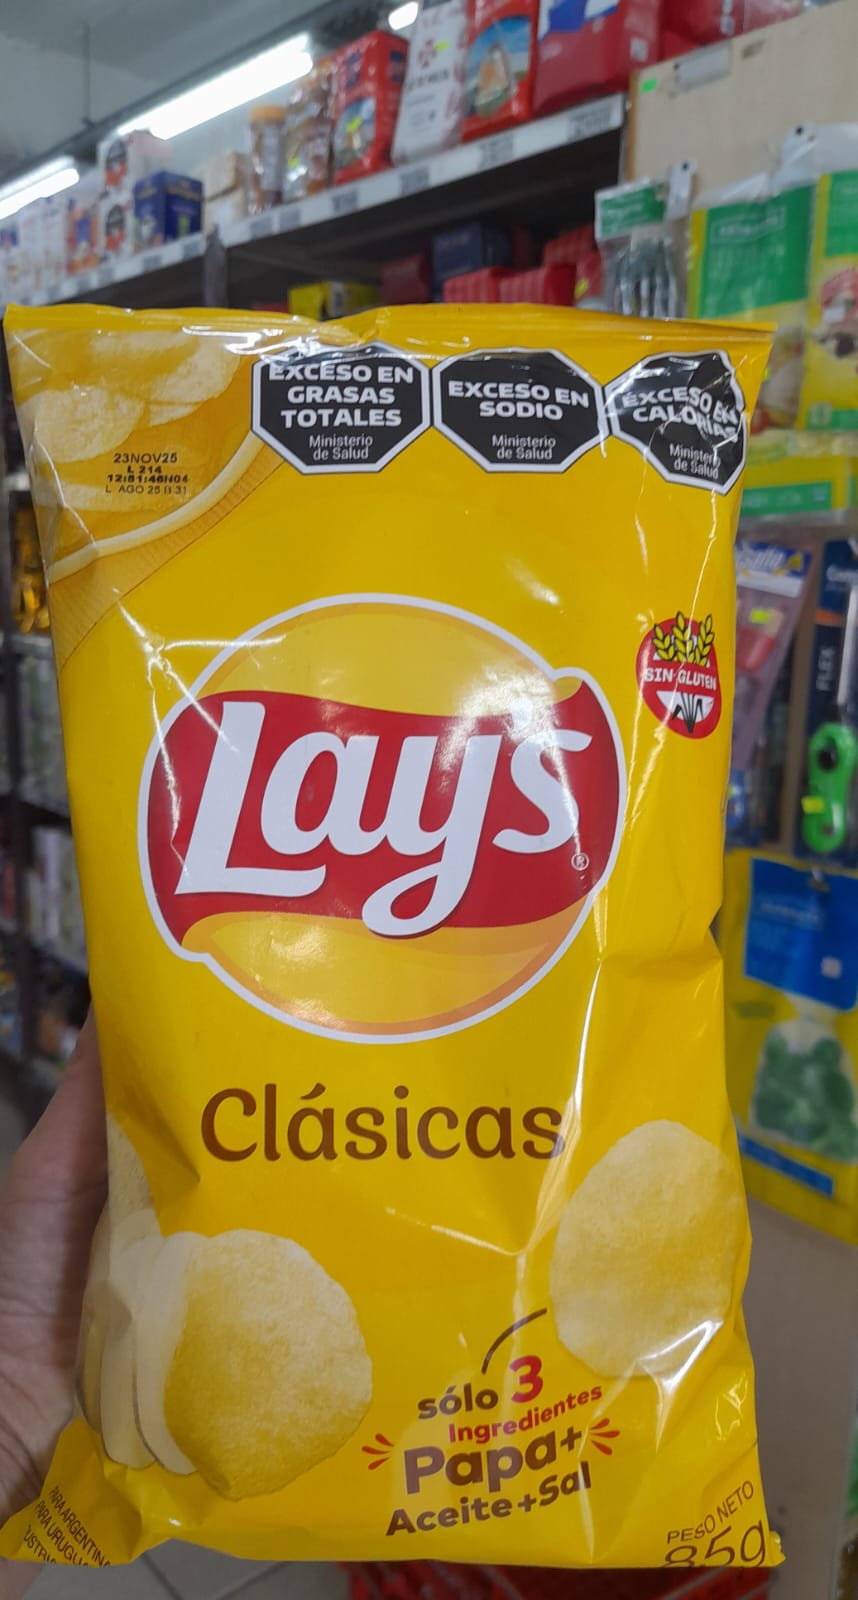 EXCESO EN
GRASAS
TOTALES
Ministerio
de Salud
EXCESO EN
SODIO
Ministerio
de Salud
EXCESO EN
CALORÍAS
Ministerio
de Salud
23NOV25
L 214
12:51:46H04
L. AGO 25 B 31
SIN GLUTEN
Lay's
®
Clásicas
sólo 3
Ingredientes
Papa+
Aceite+Sal
PESO NETO
85g